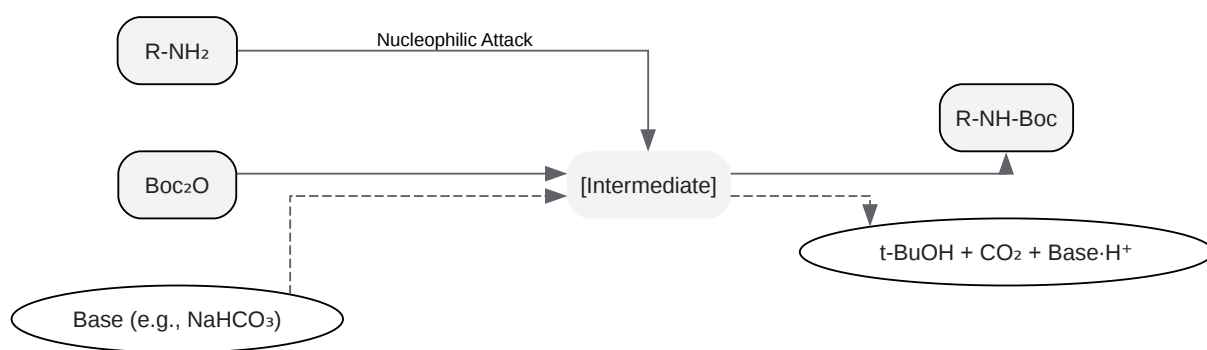 R-NH₂
Nucleophilic Attack
R-NH-Boc
Boc₂O
[Intermediate]
t-BuOH + CO₂ + Base·H⁺
Base (e.g., NaHCO₃)